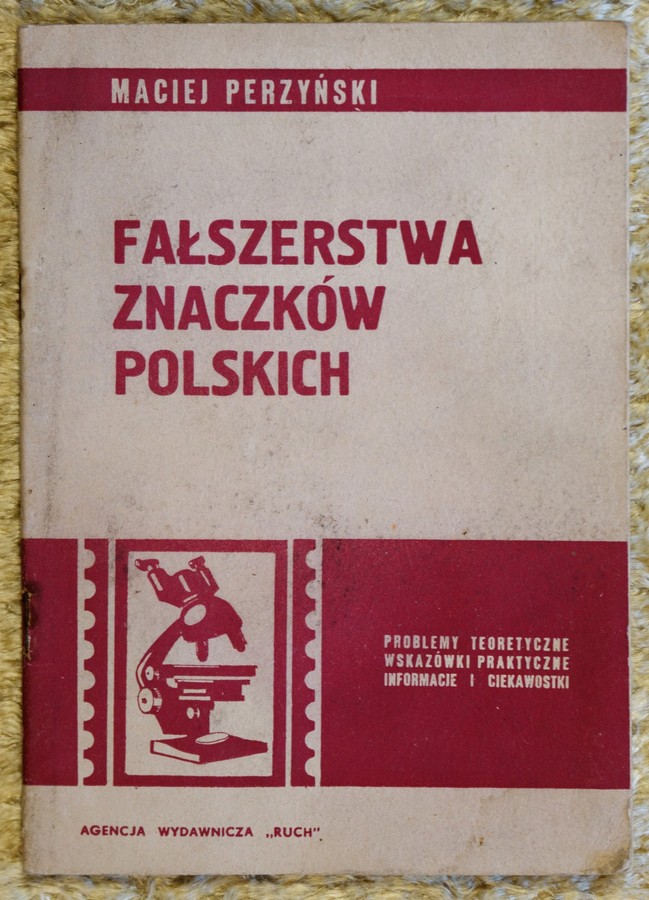 MACIEJ PERZYŃSKI
FAŁSZERSTWA
ZNACZKÓW
POLSKICH
PROBLEMY TEORETYCZNE
WSKAZÓWKI PRAKTYCZNE
INFORMACJE I CIEKAWOSTKI
AGENCJA WYDAWNICZA „RUCH”